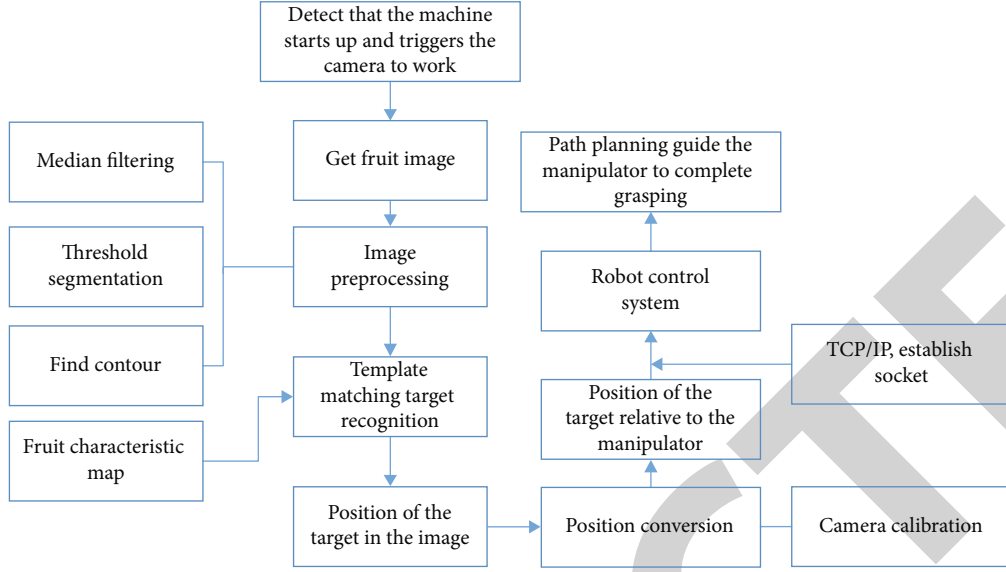 Detect that the machine
starts up and triggers the
camera to work
Median filtering
Get fruit image
Path planning guide the
manipulator to complete
grasping
Threshold
segmentation
Image
preprocessing
Robot control
system
Find contour
Template
matching target
recognition
TCP/IP, establish
socket
Position of the
target relative to the
manipulator
Fruit characteristic
map
Position of the
target in the image
Position conversion
Camera calibration